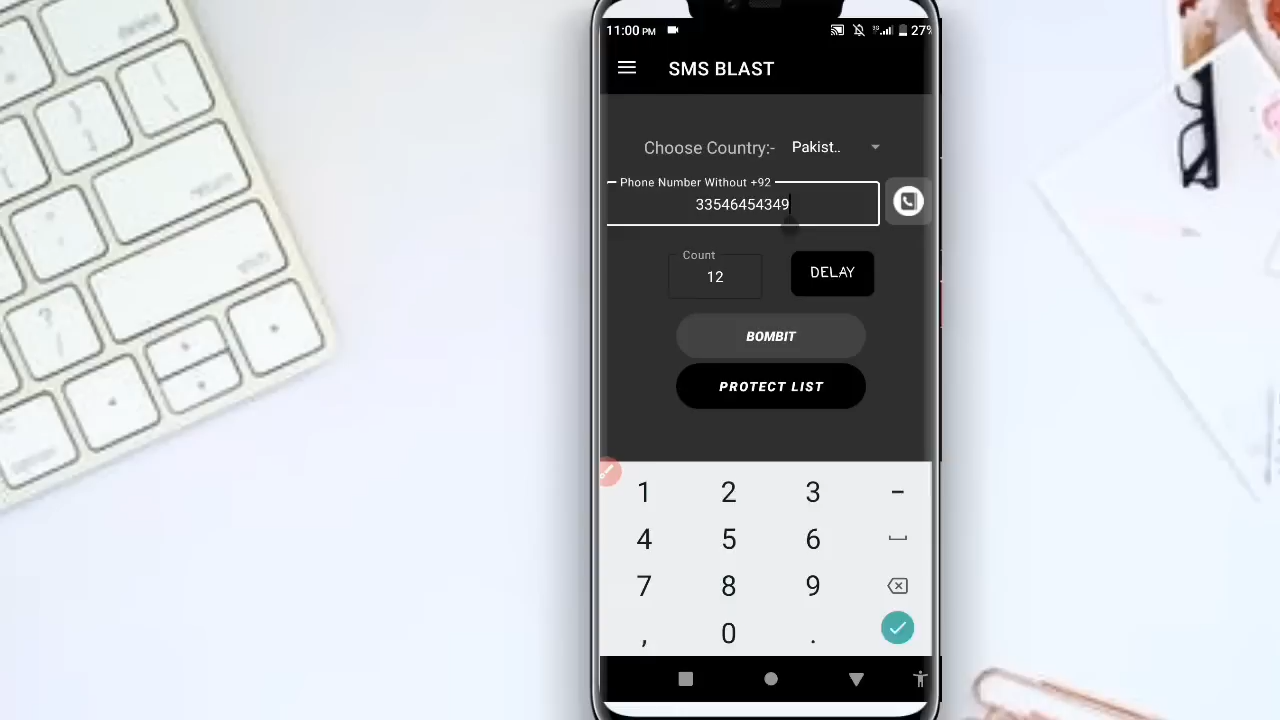 11:00 PM 27%
SMS BLAST
Choose Country:- Pakist..
Phone Number Without +92
33546454349
Count
12
DELAY
BOMBIT
PROTECT LIST
1 2 3 -
4 5 6
7 8 9
, 0 .